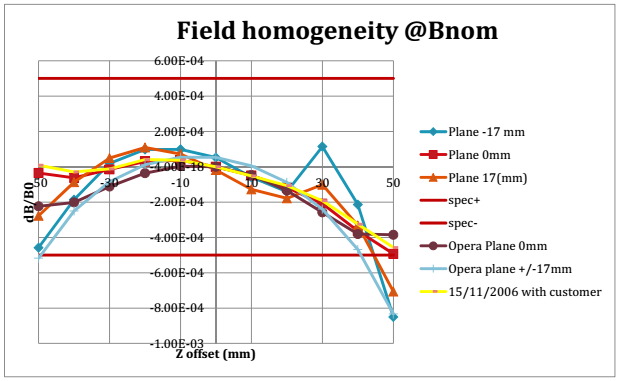 Field homogeneity @Bnom
6.00E-04
4.00E-04
2.00E-04
-50 -30 -10 10 30 50
-2.00E-04
-4.00E-04
-6.00E-04
-8.00E-04
-1.00E-03
dB/B0
Z offset (mm)
Plane -17 mm
Plane 0mm
Plane 17(mm)
spec+
spec-
Opera Plane 0mm
Opera plane +/-17mm
15/11/2006 with customer